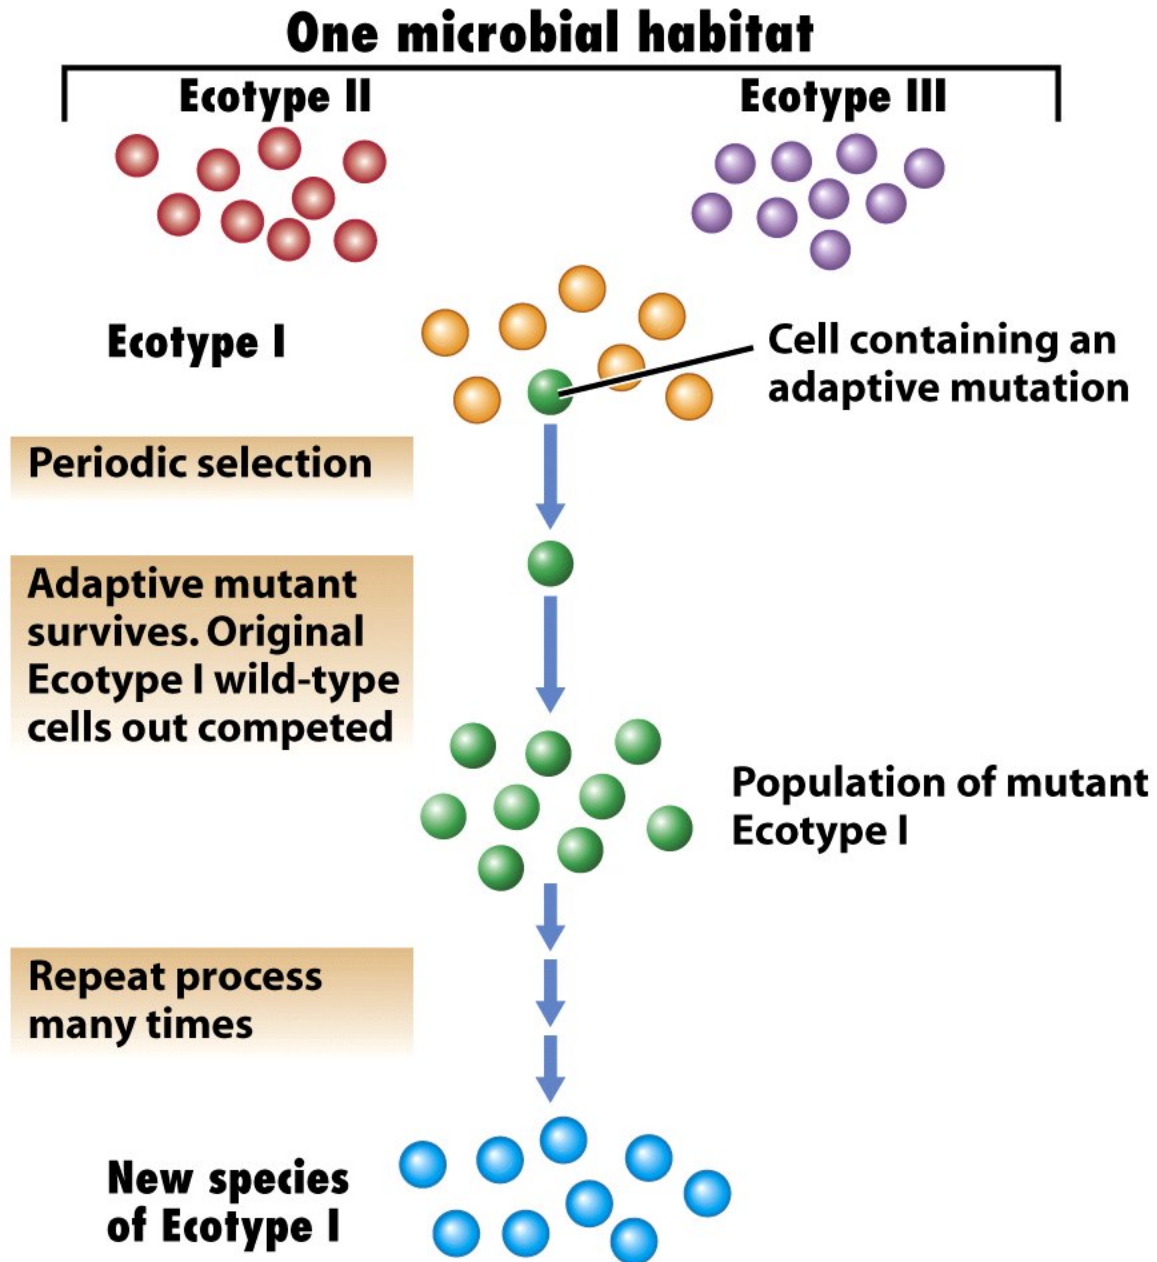 One microbial habitat
Ecotype II
Ecotype III
Ecotype I
Cell containing an
adaptive mutation
Periodic selection
Adaptive mutant
survives. Original
Ecotype I wild-type
cells out competed
Population of mutant
Ecotype I
Repeat process
many times
New species
of Ecotype I